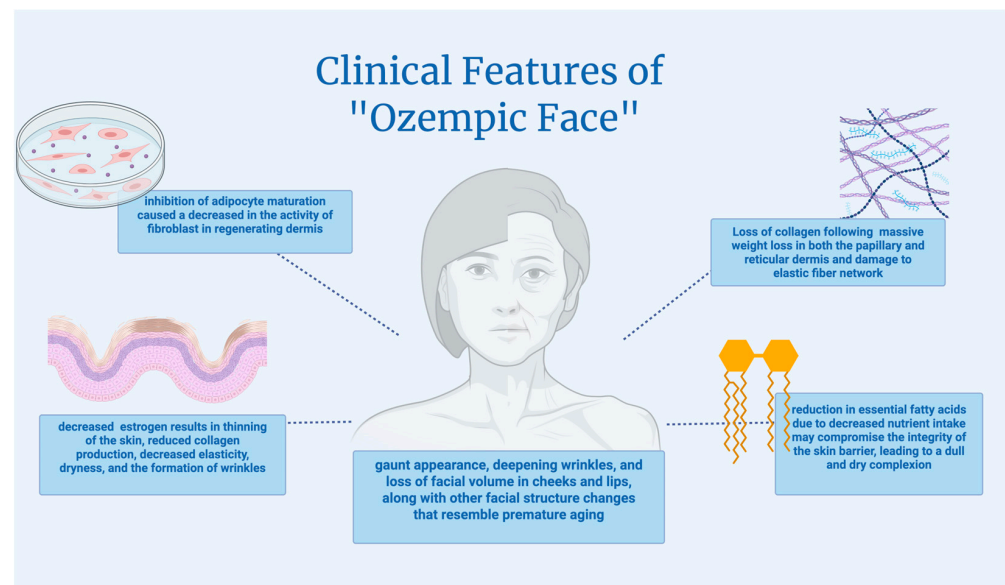 Clinical Features of
"Ozempic Face"
inhibition of adipocyte maturation
caused a decreased in the activity of
fibroblast in regenerating dermis
Loss of collagen following massive
weight loss in both the papillary and
reticular dermis and damage to
elastic fiber network
decreased estrogen results in thinning
of the skin, reduced collagen
production, decreased elasticity,
dryness, and the formation of wrinkles
reduction in essential fatty acids
due to decreased nutrient intake
may compromise the integrity of
the skin barrier, leading to a dull
and dry complexion
gaunt appearance, deepening wrinkles, and
loss of facial volume in cheeks and lips,
along with other facial structure changes
that resemble premature aging